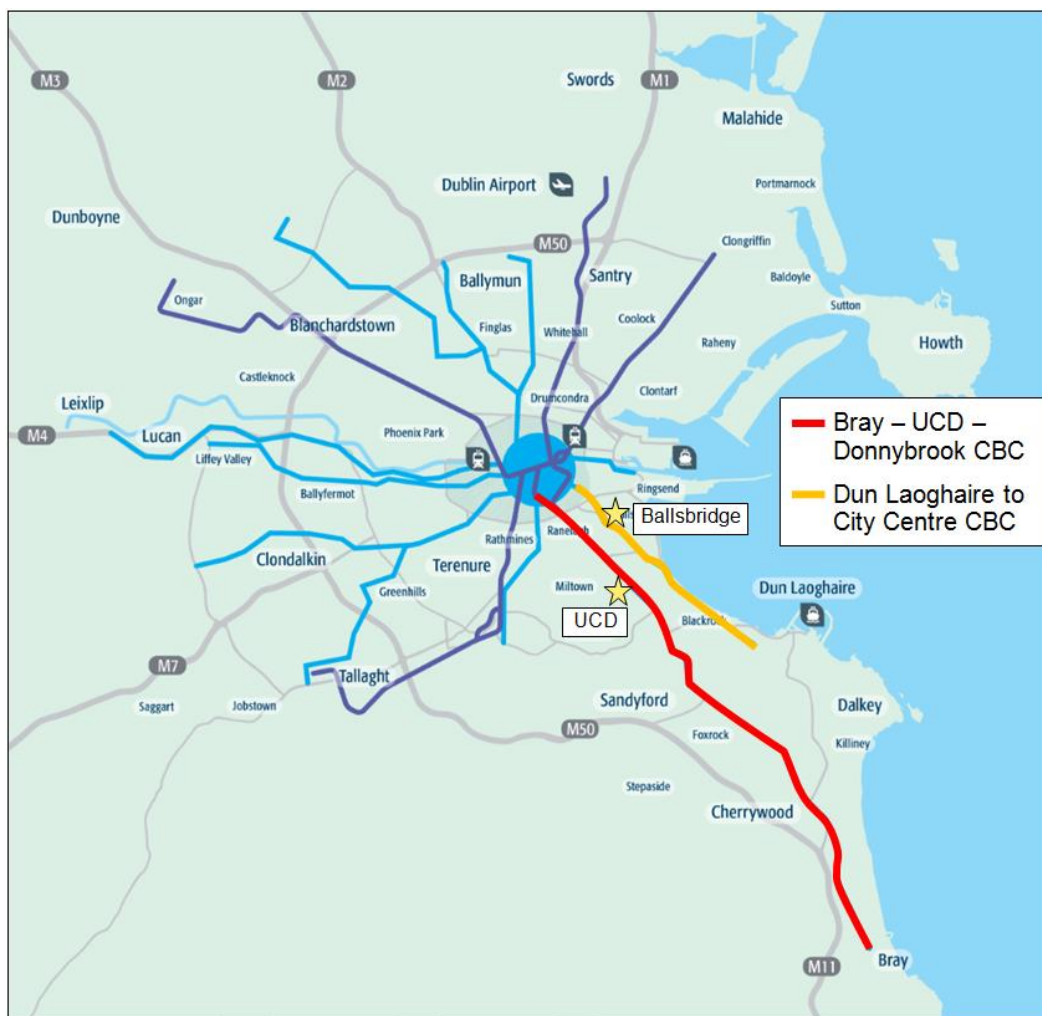 M3
M2
Swords
M1
Malahide
Portmarnock
Dublin Airport
Dunboyne
M50
Clongriffin
Ballymun
Santry
Baldoyle
Ongar
Sutton
Blanchardstown
Finglas
Whitehall
Coolock
Raheny
Howth
Castleknock
Clontarf
Leixlip
Drumcondra
M4
Lucan
Phoenix Park
Liffey Valley
Ballyfermot
Ringsend
Bray – UCD –
Donnybrook CBC
Dun Laoghaire to
City Centre CBC
Ballsbridge
Rathmines
Ranelagh
Clondalkin
Terenure
Greenhills
Miltown
UCD
Dun Laoghaire
Blackrock
M7
Tallaght
Saggart
Jobstown
Sandyford
Dalkey
M50
Foxrock
Killiney
Stepaside
Cherrywood
M11
Bray